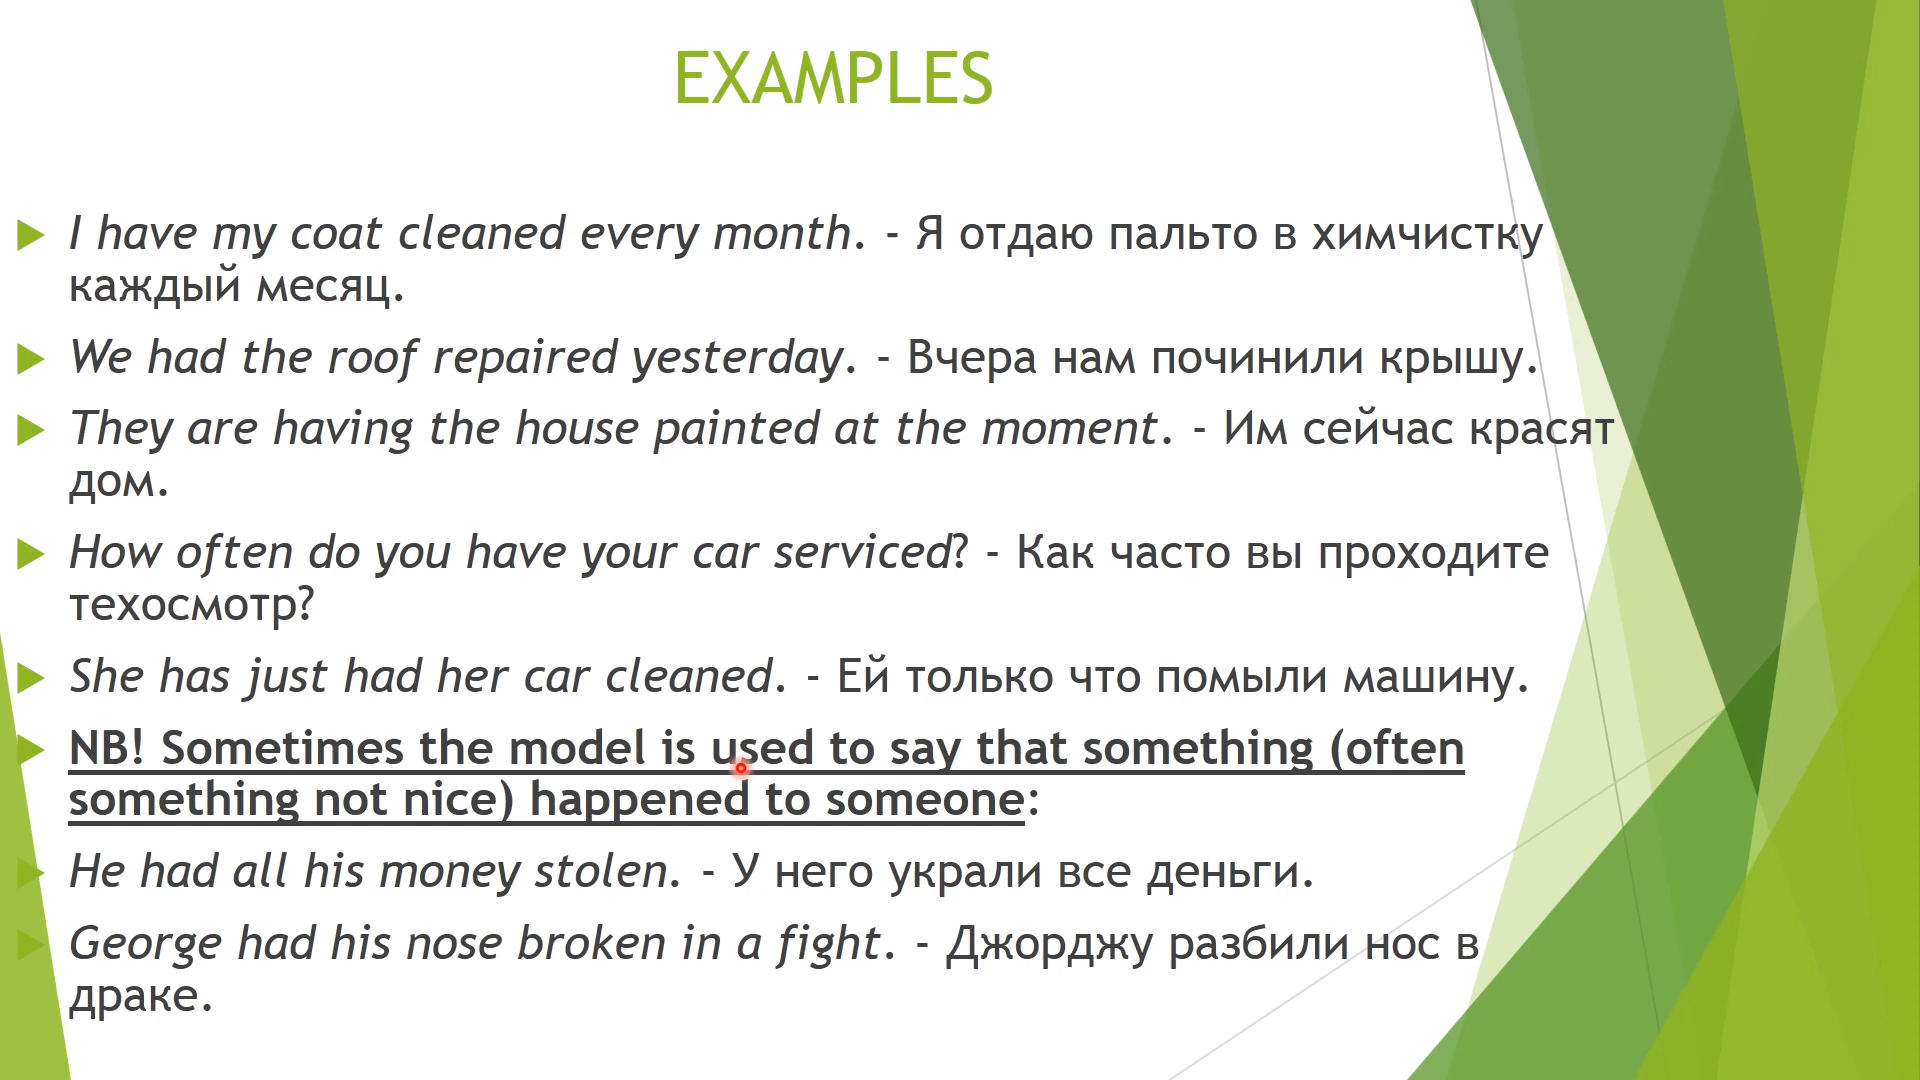 EXAMPLES
I have my coat cleaned every month. - Я отдаю пальто в химчистку
каждый месяц.
We had the roof repaired yesterday. - Вчера нам починили крышу.
They are having the house painted at the moment. - Им сейчас красят
дом.
How often do you have your car serviced? - Как часто вы проходите
техосмотр?
She has just had her car cleaned. - Ей только что помыли машину.
NB! Sometimes the model is used to say that something (often
something not nice) happened to someone:
He had all his money stolen. - У него украли все деньги.
George had his nose broken in a fight. - Джорджу разбили нос в
драке.